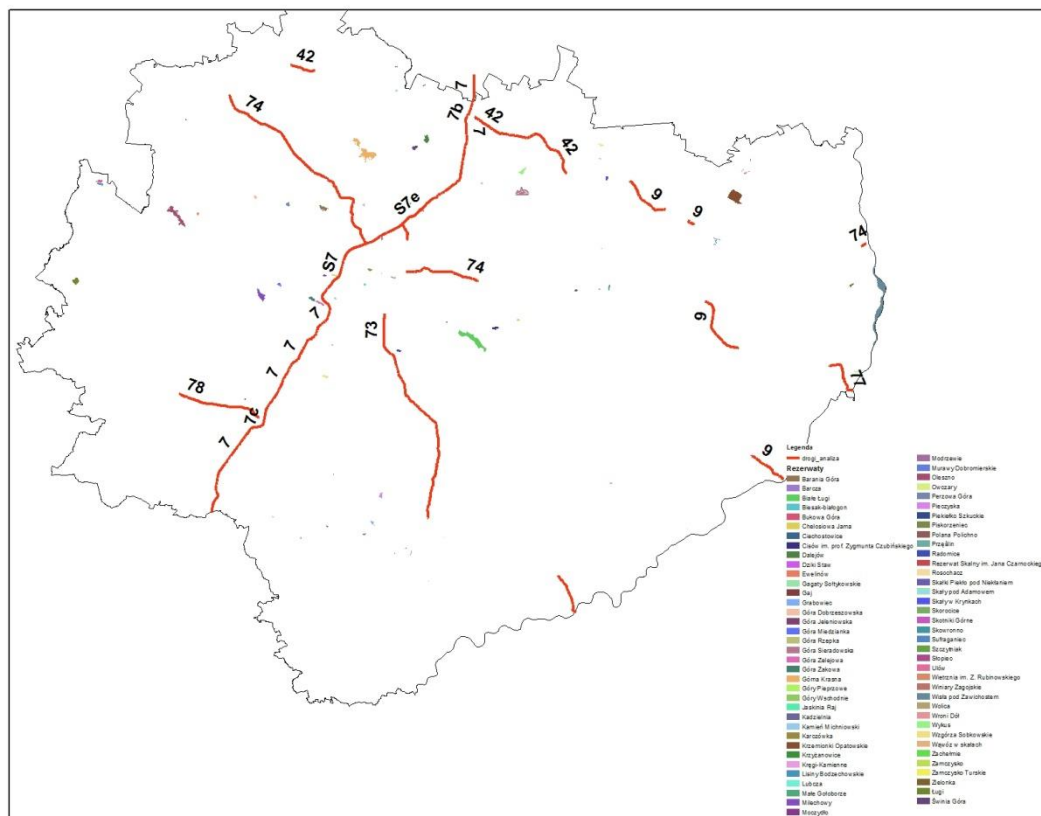 42
7
74
7b
42
7
42
9
S7e
9
74
S7
74
7
9
73
7
7
77
78
7c
7
9
Legenda
drogi_analiza
Rezerwaty
Barania Góra
Barcza
Białe Ługi
Biesak-białogon
Bukowa Góra
Chelosiowa Jama
Ciechostowice
Cisów im. prof. Zygmunta Czubińskiego
Dalejów
Dziki Staw
Ewelinów
Gagaty Sołtykowskie
Gaj
Grabowiec
Góra Dobrzeszowska
Góra Jeleniowska
Góra Miedzianka
Góra Rzepka
Góra Sieradowska
Góra Zelejowa
Góra Żakowa
Górna Krasna
Góry Pieprzowe
Góry Wschodnie
Jaskinia Raj
Kadzielnia
Kamień Michniowski
Karczówka
Krzemionki Opatowskie
Krzyżanowice
Kręgi Kamienne
Lisiny Bodzechowskie
Lubcza
Małe Gołoborze
Milechowy
Moczydło
Modrzewie
Murawy Dobromierskie
Oleszno
Owczary
Perzowa Góra
Pieczyska
Piekiełko Szkuckie
Piskorzeniec
Polana Polichno
Przęślin
Radomice
Rezerwat Skalny im. Jana Czarnockiego
Rosochacz
Skałki Piekło pod Niekłaniem
Skały pod Adamowem
Skały w Krynkach
Skorocice
Skotniki Górne
Skowronno
Sufraganiec
Szczytniak
Słopiec
Ulów
Wietrznia im. Z. Rubinowskiego
Winiary Zagojskie
Wisła pod Zawichostem
Wolica
Wroni Dół
Wykus
Wzgórza Sobkowskie
Wąwóz w skałach
Zachełmie
Zamczysko
Zamczysko Turskie
Zielonka
Ługi
Świnia Góra